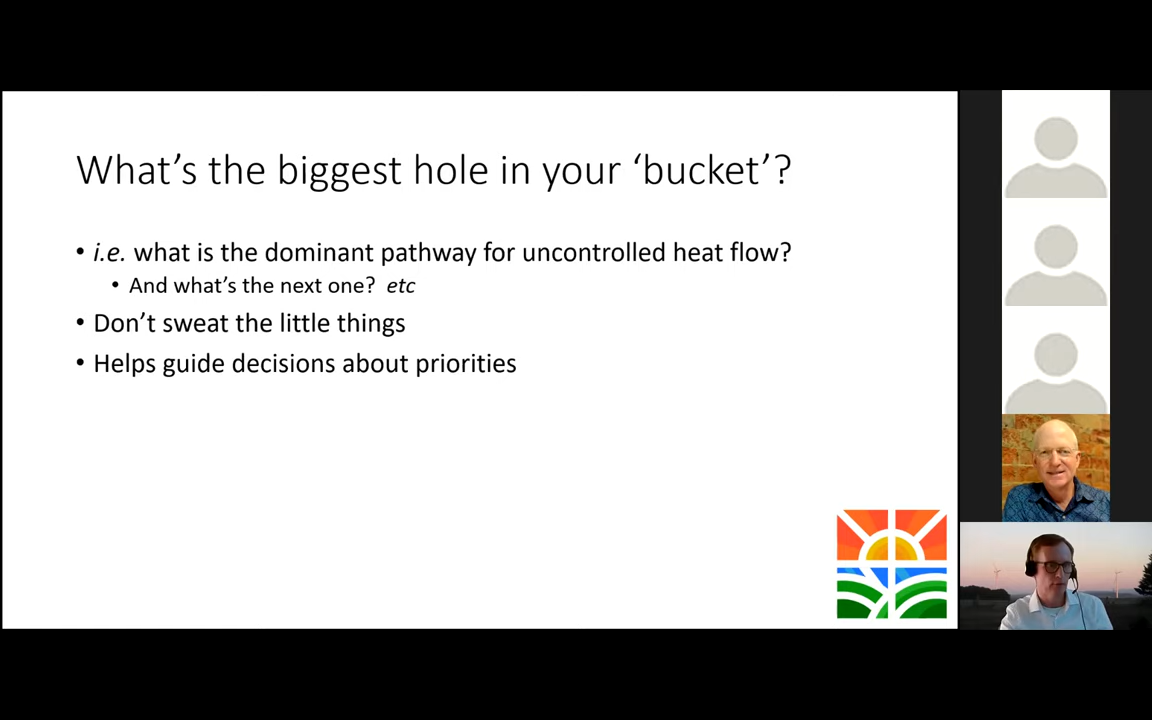 What’s the biggest hole in your ‘bucket’?
• i.e. what is the dominant pathway for uncontrolled heat flow?
• And what’s the next one? etc
• Don’t sweat the little things
• Helps guide decisions about priorities